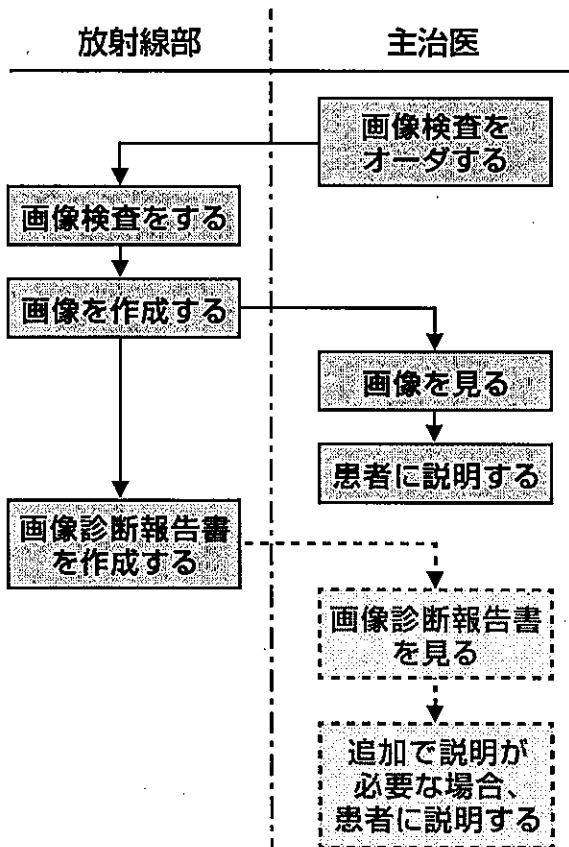 放射線部
主治医
画像検査を
オーダする
画像検査をする
画像を作成する
画像を見る
患者に説明する
画像診断報告書
を作成する
画像診断報告書
を見る
追加で説明が
必要な場合、
患者に説明する